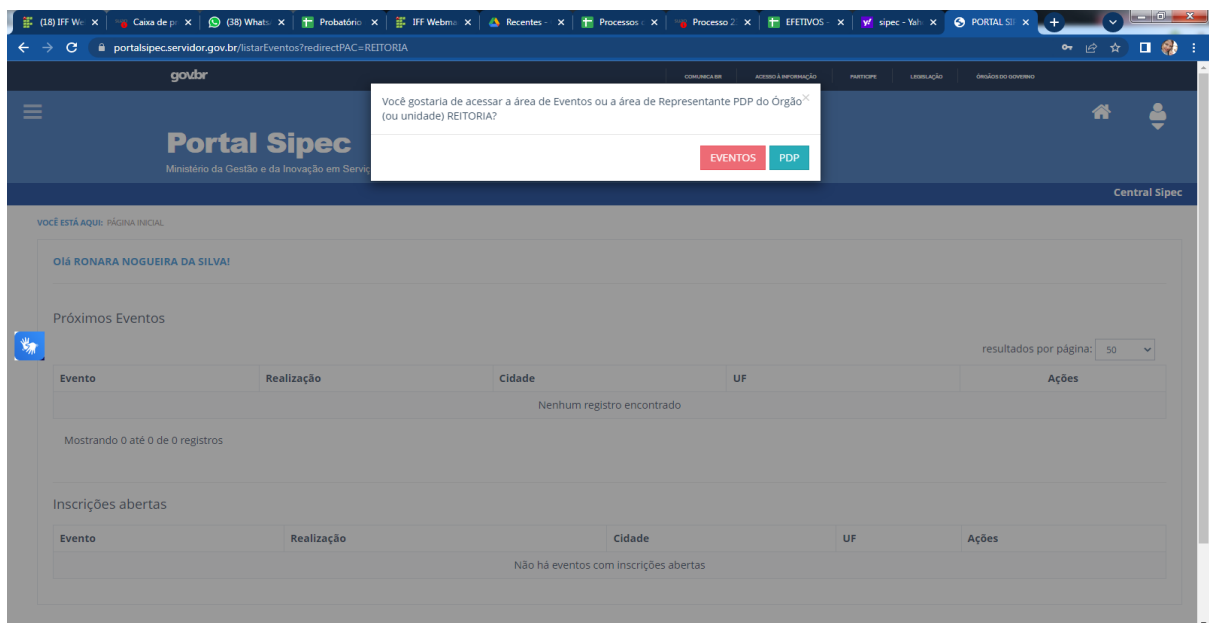 (18) IFF We
Caixa de pe
(38) Whats
Probatório
IFF Webma
Recentes -
Processos
Processo 2
EFETIVOS -
sipec - Yah
PORTAL SI
portalsipec.servidor.gov.br/listarEventos?redirectPAC=REITORIA
govbr
COMUNICA BR ACESSO À INFORMAÇÃO PARTICIPE LEGISLAÇÃO ÓRGÃOS DO GOVERNO
Você gostaria de acessar a área de Eventos ou a área de Representante PDP do Órgão
(ou unidade) REITORIA?
EVENTOS PDP
Portal Sipec
Ministério da Gestão e da Inovação em Serviç
Central Sipec
VOCÊ ESTÁ AQUI: PÁGINA INICIAL
Olá RONARA NOGUEIRA DA SILVA!
Próximos Eventos
resultados por página: 50
Evento Realização Cidade UF Ações
Nenhum registro encontrado
Mostrando 0 até 0 de 0 registros
Inscrições abertas
Evento Realização Cidade UF Ações
Não há eventos com inscrições abertas